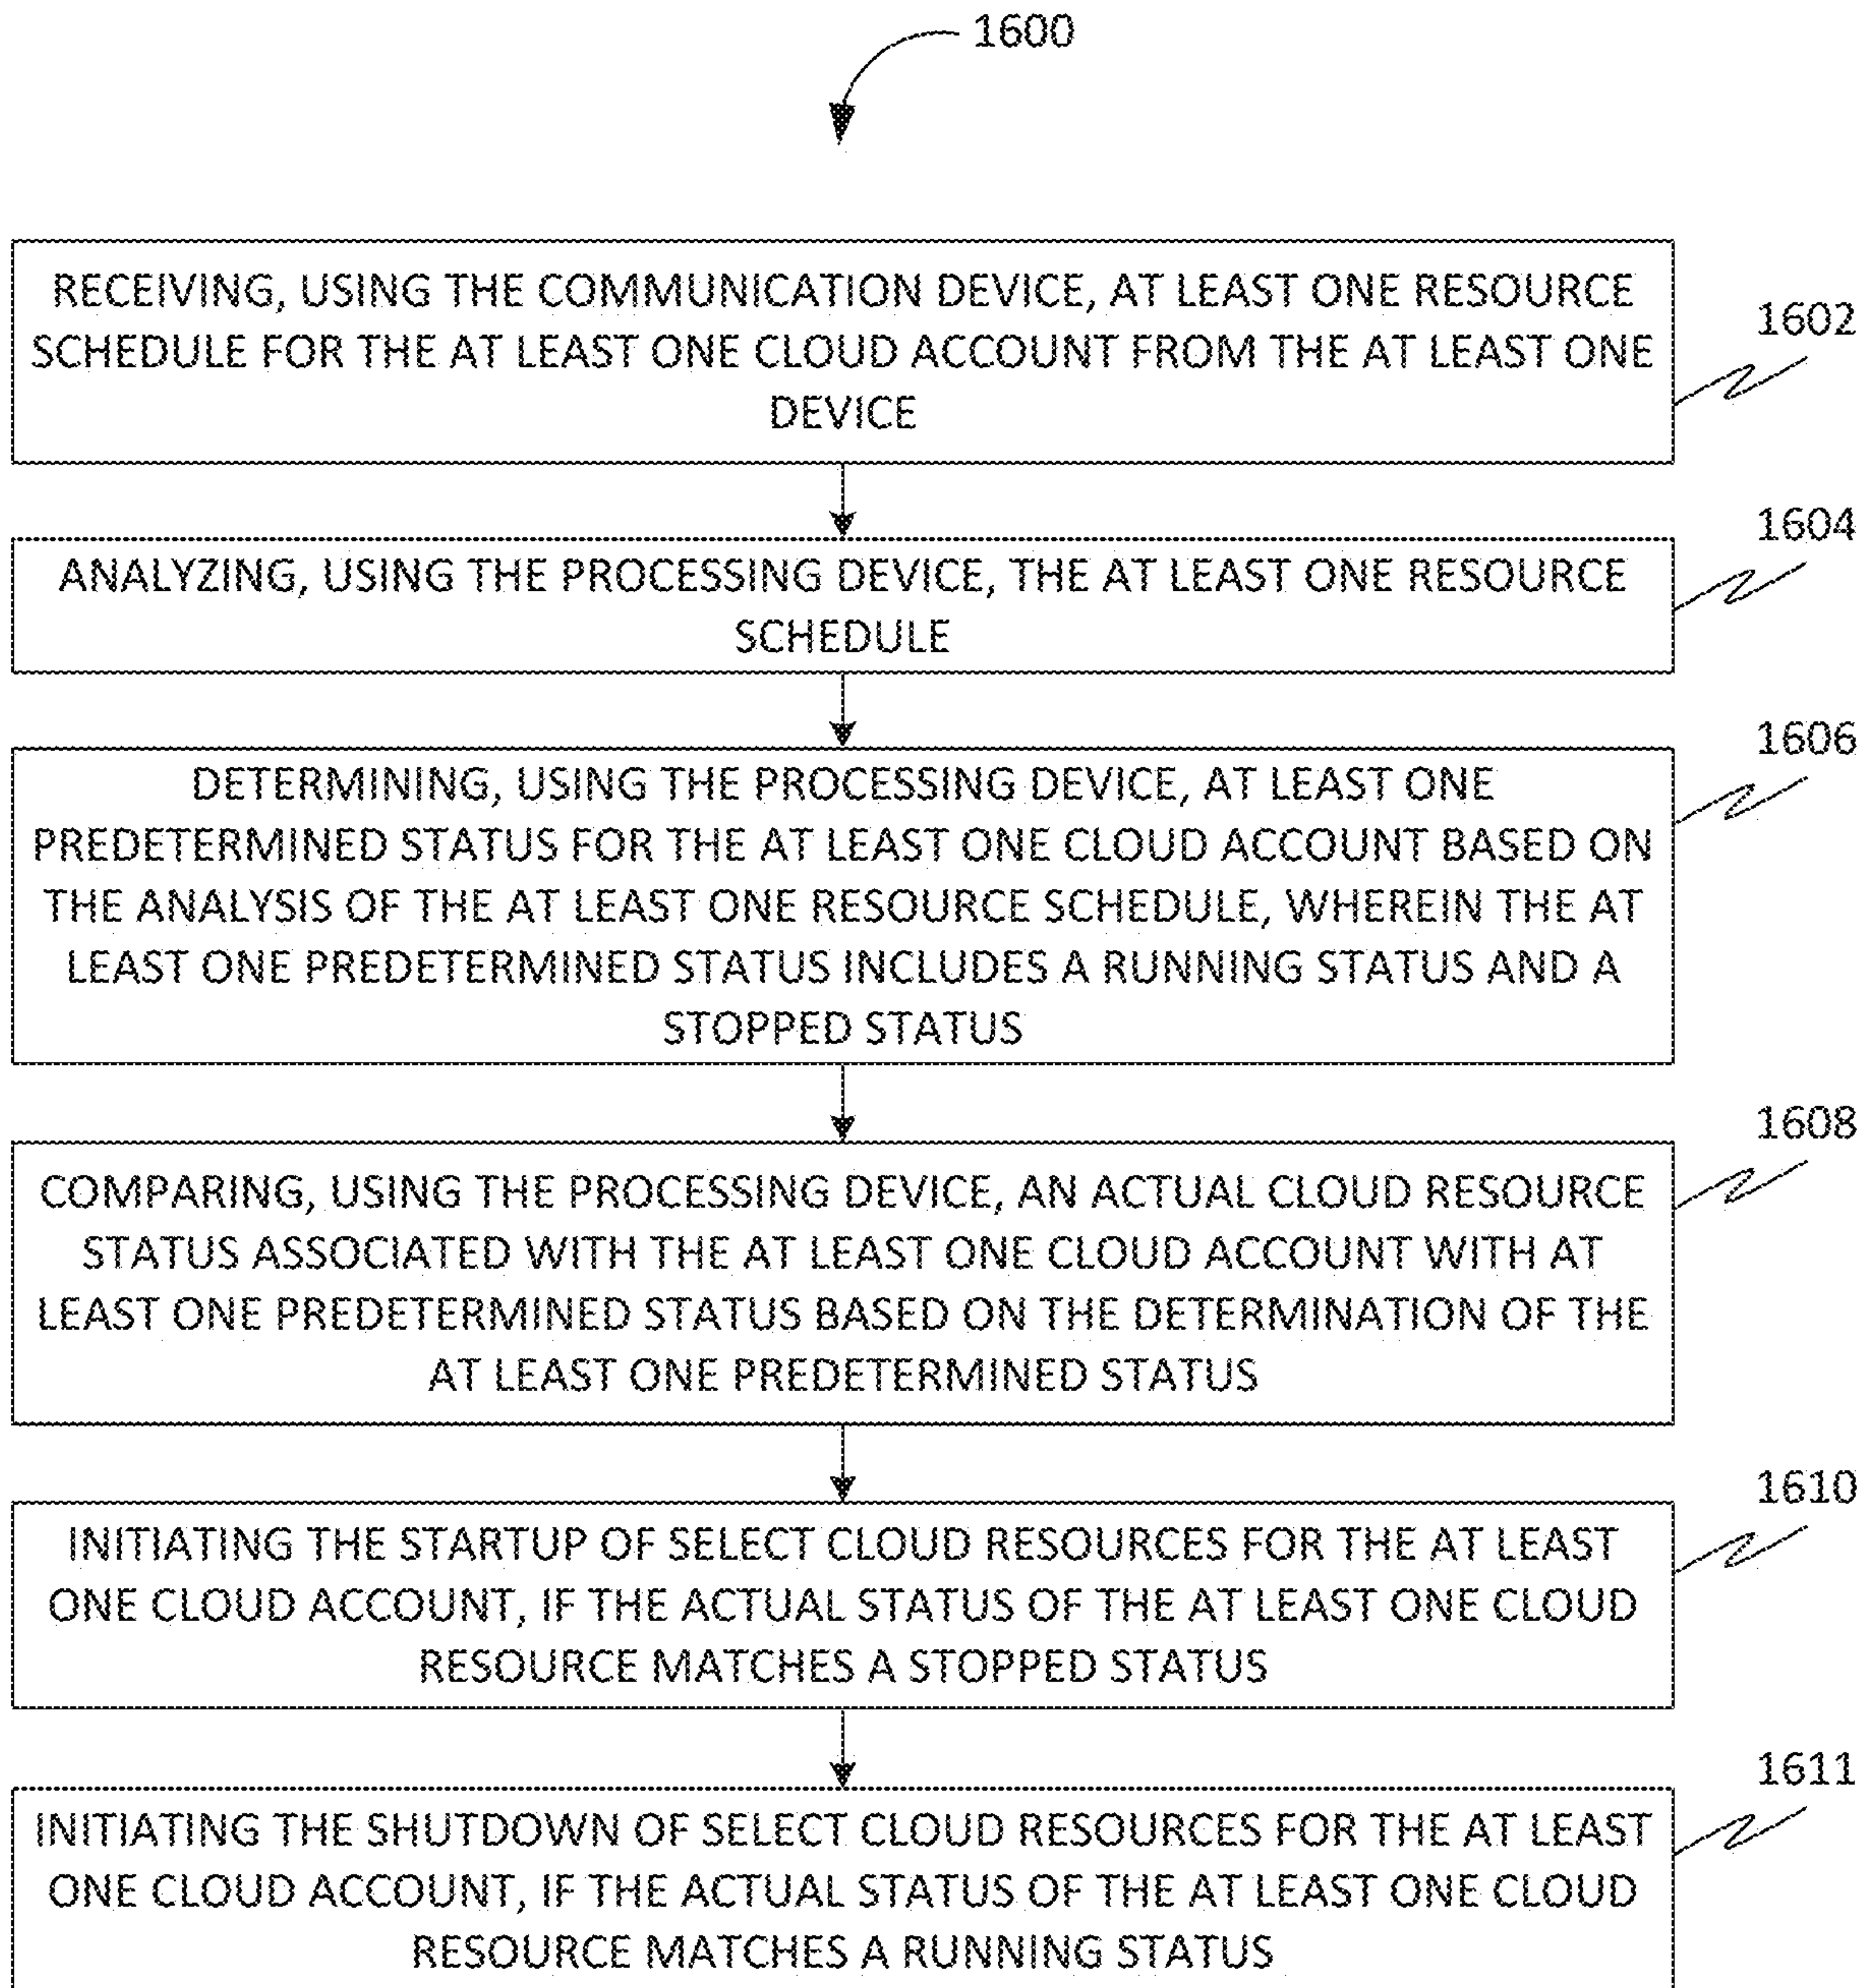 1600
RECEIVING, USING THE COMMUNICATION DEVICE, AT LEAST ONE RESOURCE
SCHEDULE FOR THE AT LEAST ONE CLOUD ACCOUNT FROM THE AT LEAST ONE
DEVICE
1602
ANALYZING, USING THE PROCESSING DEVICE, THE AT LEAST ONE RESOURCE
SCHEDULE
1604
DETERMINING, USING THE PROCESSING DEVICE, AT LEAST ONE
PREDETERMINED STATUS FOR THE AT LEAST ONE CLOUD ACCOUNT BASED ON
THE ANALYSIS OF THE AT LEAST ONE RESOURCE SCHEDULE, WHEREIN THE AT
LEAST ONE PREDETERMINED STATUS INCLUDES A RUNNING STATUS AND A
STOPPED STATUS
1606
COMPARING, USING THE PROCESSING DEVICE, AN ACTUAL CLOUD RESOURCE
STATUS ASSOCIATED WITH THE AT LEAST ONE CLOUD ACCOUNT WITH AT
LEAST ONE PREDETERMINED STATUS BASED ON THE DETERMINATION OF THE
AT LEAST ONE PREDETERMINED STATUS
1608
INITIATING THE STARTUP OF SELECT CLOUD RESOURCES FOR THE AT LEAST
ONE CLOUD ACCOUNT, IF THE ACTUAL STATUS OF THE AT LEAST ONE CLOUD
RESOURCE MATCHES A STOPPED STATUS
1610
INITIATING THE SHUTDOWN OF SELECT CLOUD RESOURCES FOR THE AT LEAST
ONE CLOUD ACCOUNT, IF THE ACTUAL STATUS OF THE AT LEAST ONE CLOUD
RESOURCE MATCHES A RUNNING STATUS
1611